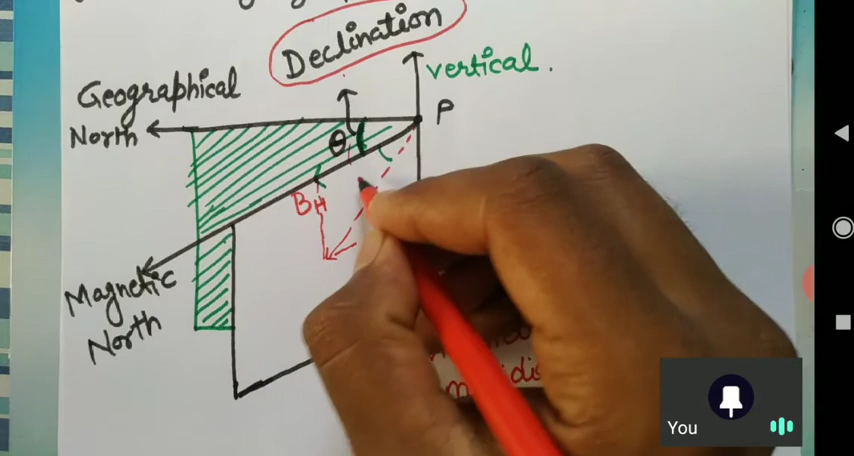 Declination
vertical.
Geographical
North
P
θ
BH
Magnetic
North
You